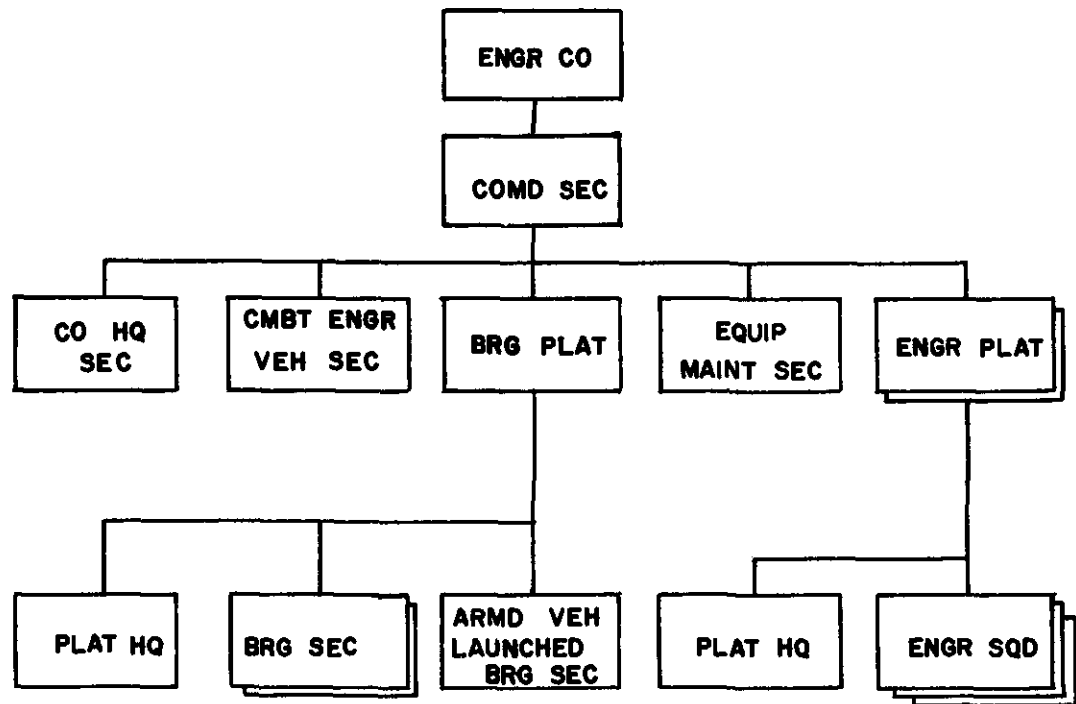 ENGR CO
COMD SEC
CO HQ
SEC
CMBT ENGR
VEH SEC
BRG PLAT
EQUIP
MAINT SEC
ENGR PLAT
PLAT HQ
BRG SEC
ARMD VEH
LAUNCHED
BRG SEC
PLAT HQ
ENGR SQD